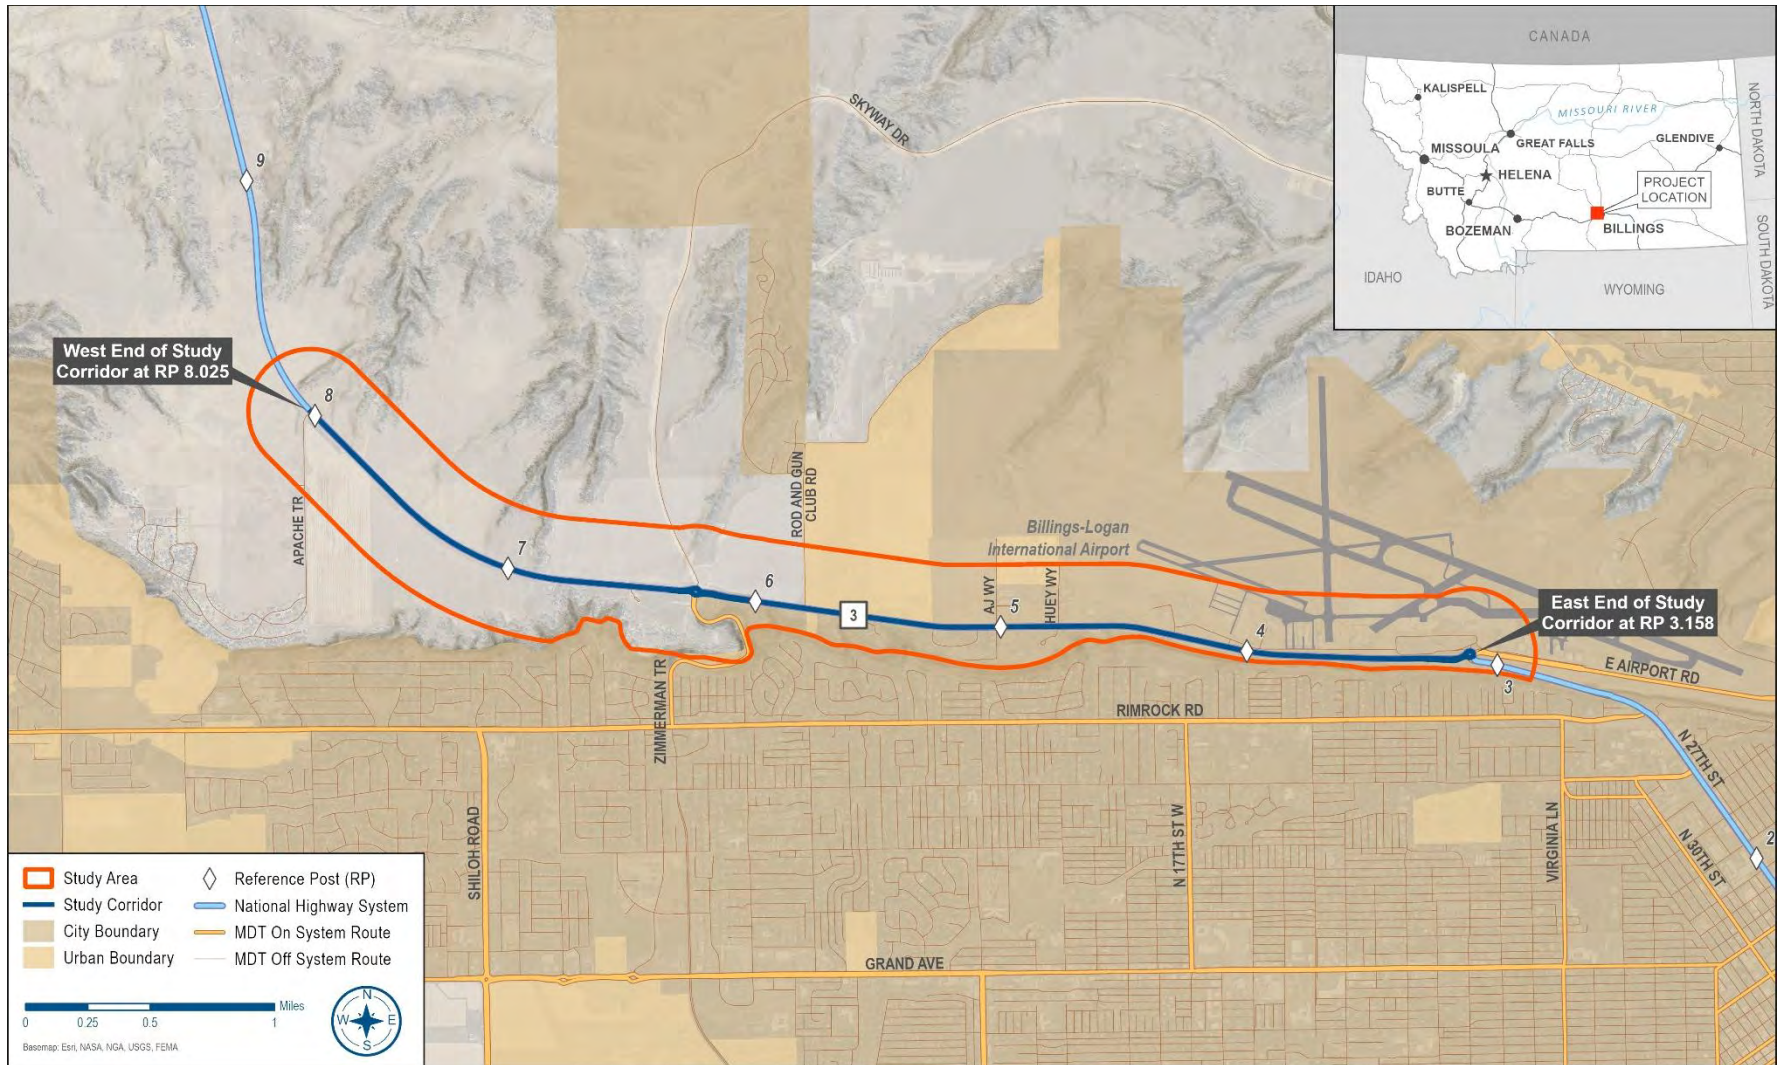 CANADA
KALISPELL
MISSOURI RIVER
NORTH DAKOTA
GREAT FALLS
GLENDIVE
MISSOULA
HELENA
BUTTE
PROJECT
LOCATION
BOZEMAN
BILLINGS
SOUTH DAKOTA
IDAHO
WYOMING
SKYWAY DR
9
West End of Study
Corridor at RP 8.025
8
APACHE TR
ROD AND GUN
CLUB RD
Billings-Logan
International Airport
7
6
3
AJ WY
5
HUEY WY
4
East End of Study
Corridor at RP 3.158
3
E AIRPORT RD
ZIMMERMAN TR
RIMROCK RD
N 27TH ST
SHILOH ROAD
N 17TH ST W
VIRGINIA LN
N 30TH ST
2
GRAND AVE
Study Area
Study Corridor
City Boundary
Urban Boundary
Reference Post (RP)
National Highway System
MDT On System Route
MDT Off System Route
Miles
0 0.25 0.5 1
N
W E
S
Basemap: Esri, NASA, NGA, USGS, FEMA